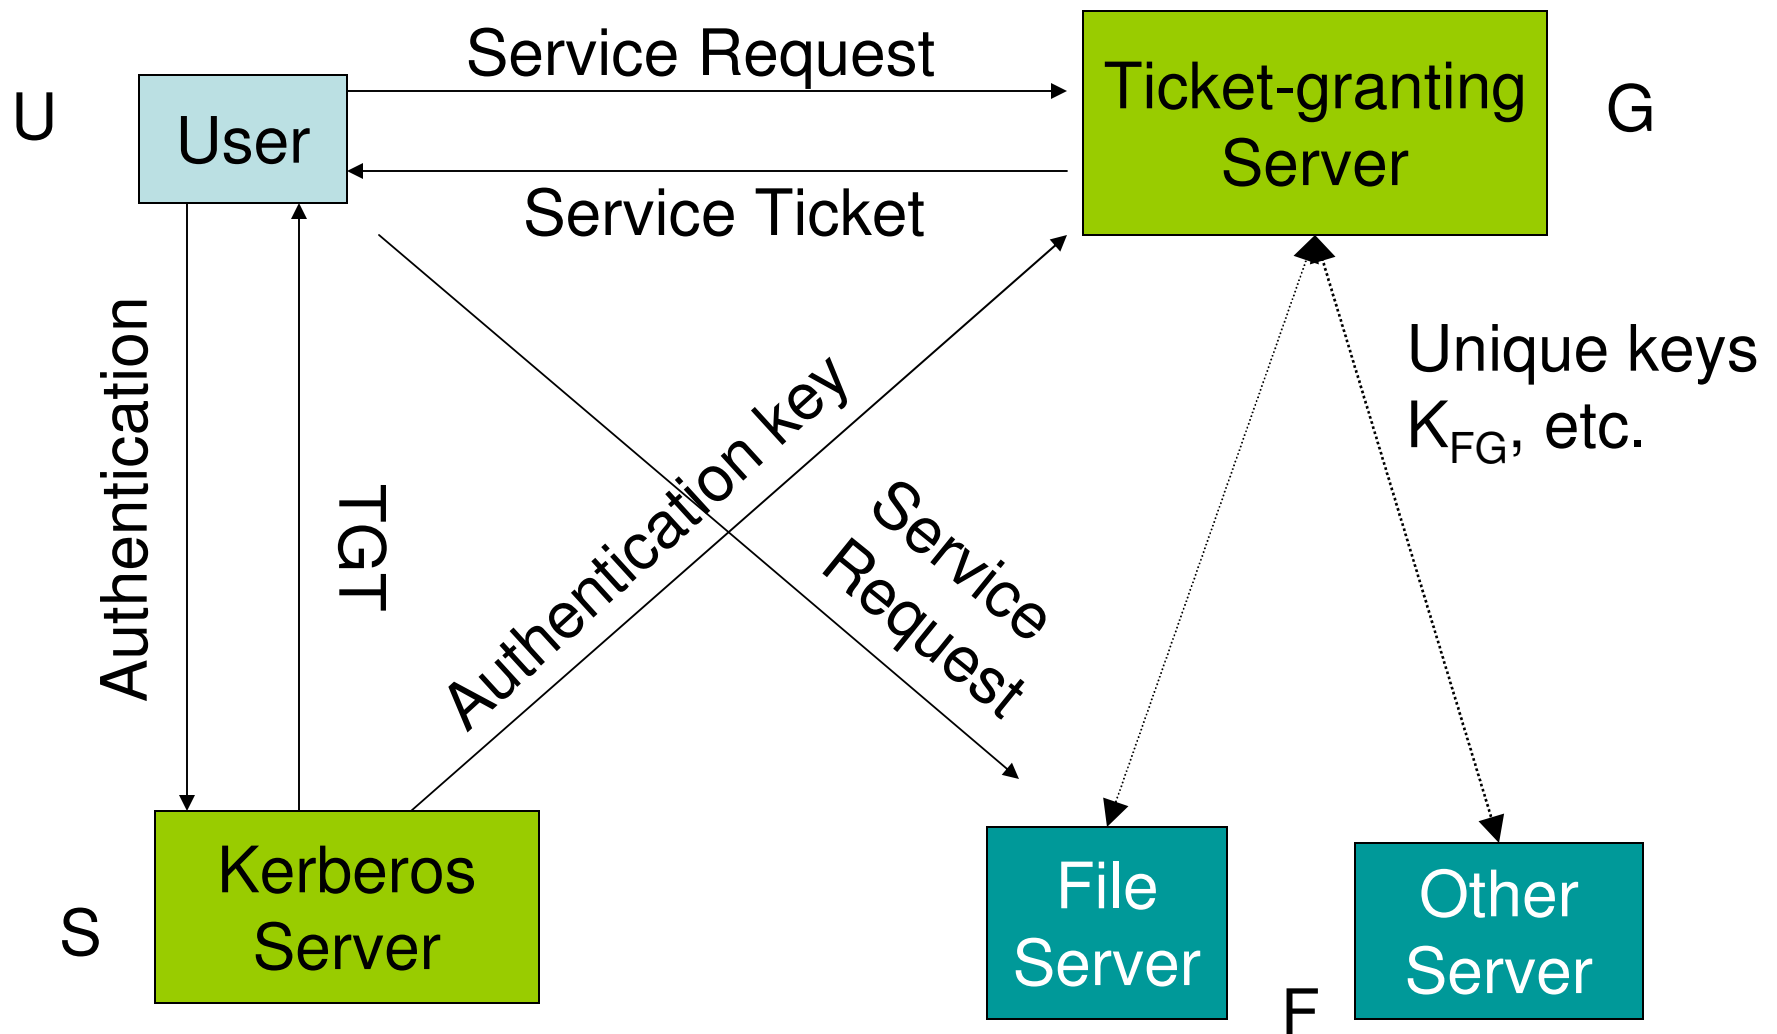 Service Request
U
User
Ticket-granting
Server
G
Service Ticket
Authentication
TGT
Authentication key
Service
Request
Unique keys
K_FG, etc.
Kerberos
Server
S
File
Server
F
Other
Server